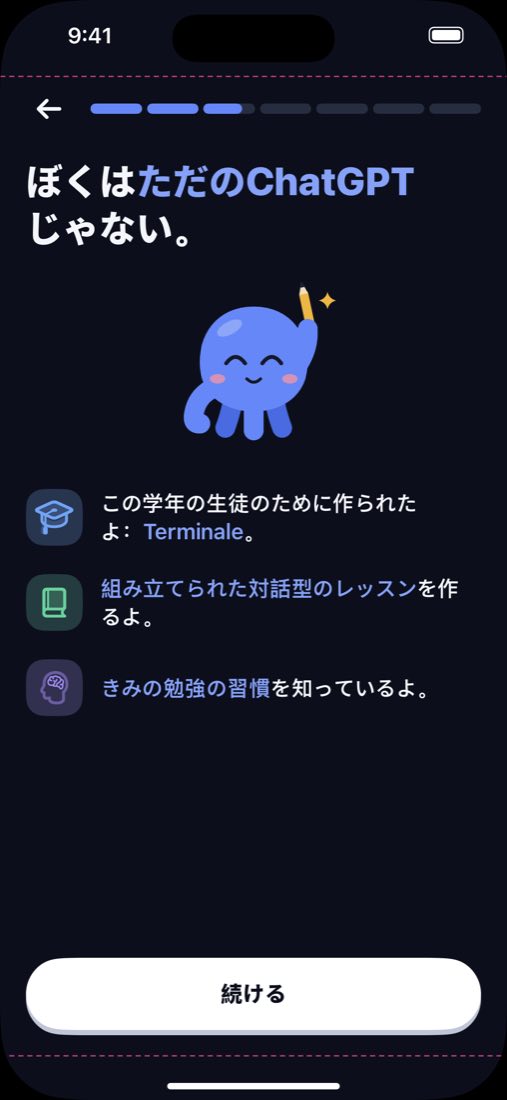 9:41
ぼくはただのChatGPT
じゃない。
この学年の生徒のために作られた
よ：Terminale。
組み立てられた対話型のレッスンを作
るよ。
きみの勉強の習慣を知っているよ。
続ける